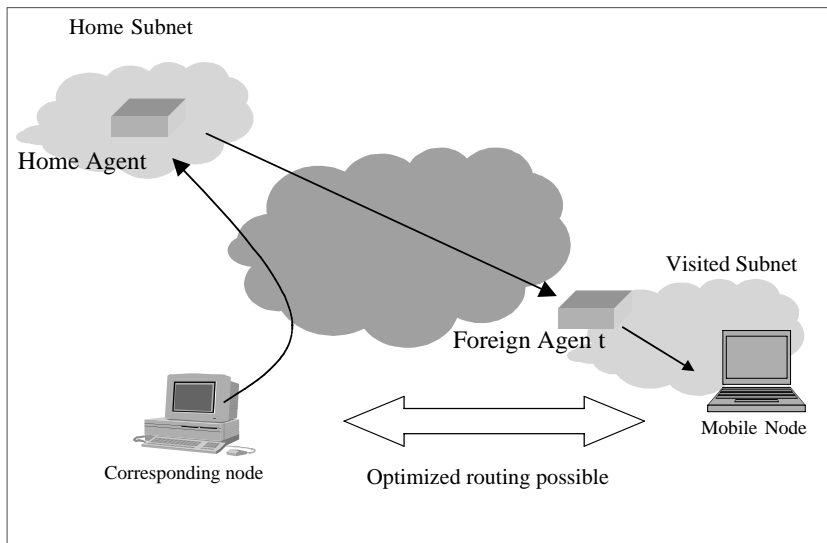 Home Subnet
Home Agent
Visited Subnet
Foreign Agen t
Mobile Node
Corresponding node
Optimized routing possible